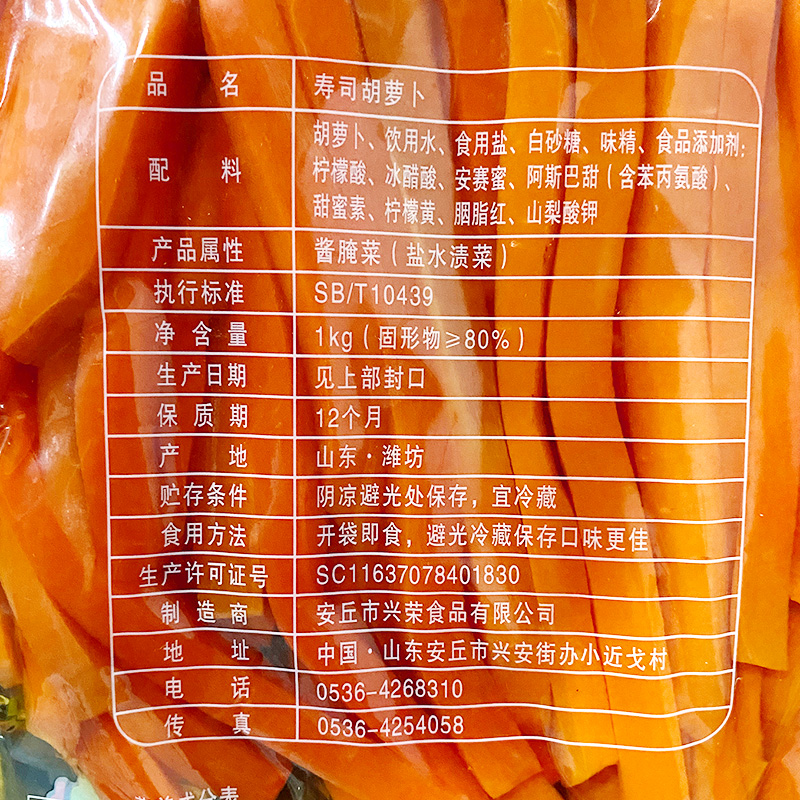 品名 寿司胡萝卜
配料 胡萝卜、饮用水、食用盐、白砂糖、味精、食品添加剂:
柠檬酸、冰醋酸、安赛蜜、阿斯巴甜(含苯丙氨酸)、
甜蜜素、柠檬黄、胭脂红、山梨酸钾
产品属性 酱腌菜(盐水渍菜)
执行标准 SB/T10439
净含量 1kg(固形物≥80%)
生产日期 见上部封口
保质期 12个月
产地 山东·潍坊
贮存条件 阴凉避光处保存，宜冷藏
食用方法 开袋即食，避光冷藏保存口味更佳
生产许可证号 SC11637078401830
制造商 安丘市兴荣食品有限公司
地址 中国·山东安丘市兴安街办小近戈村
电话 0536-4268310
传真 0536-4254058